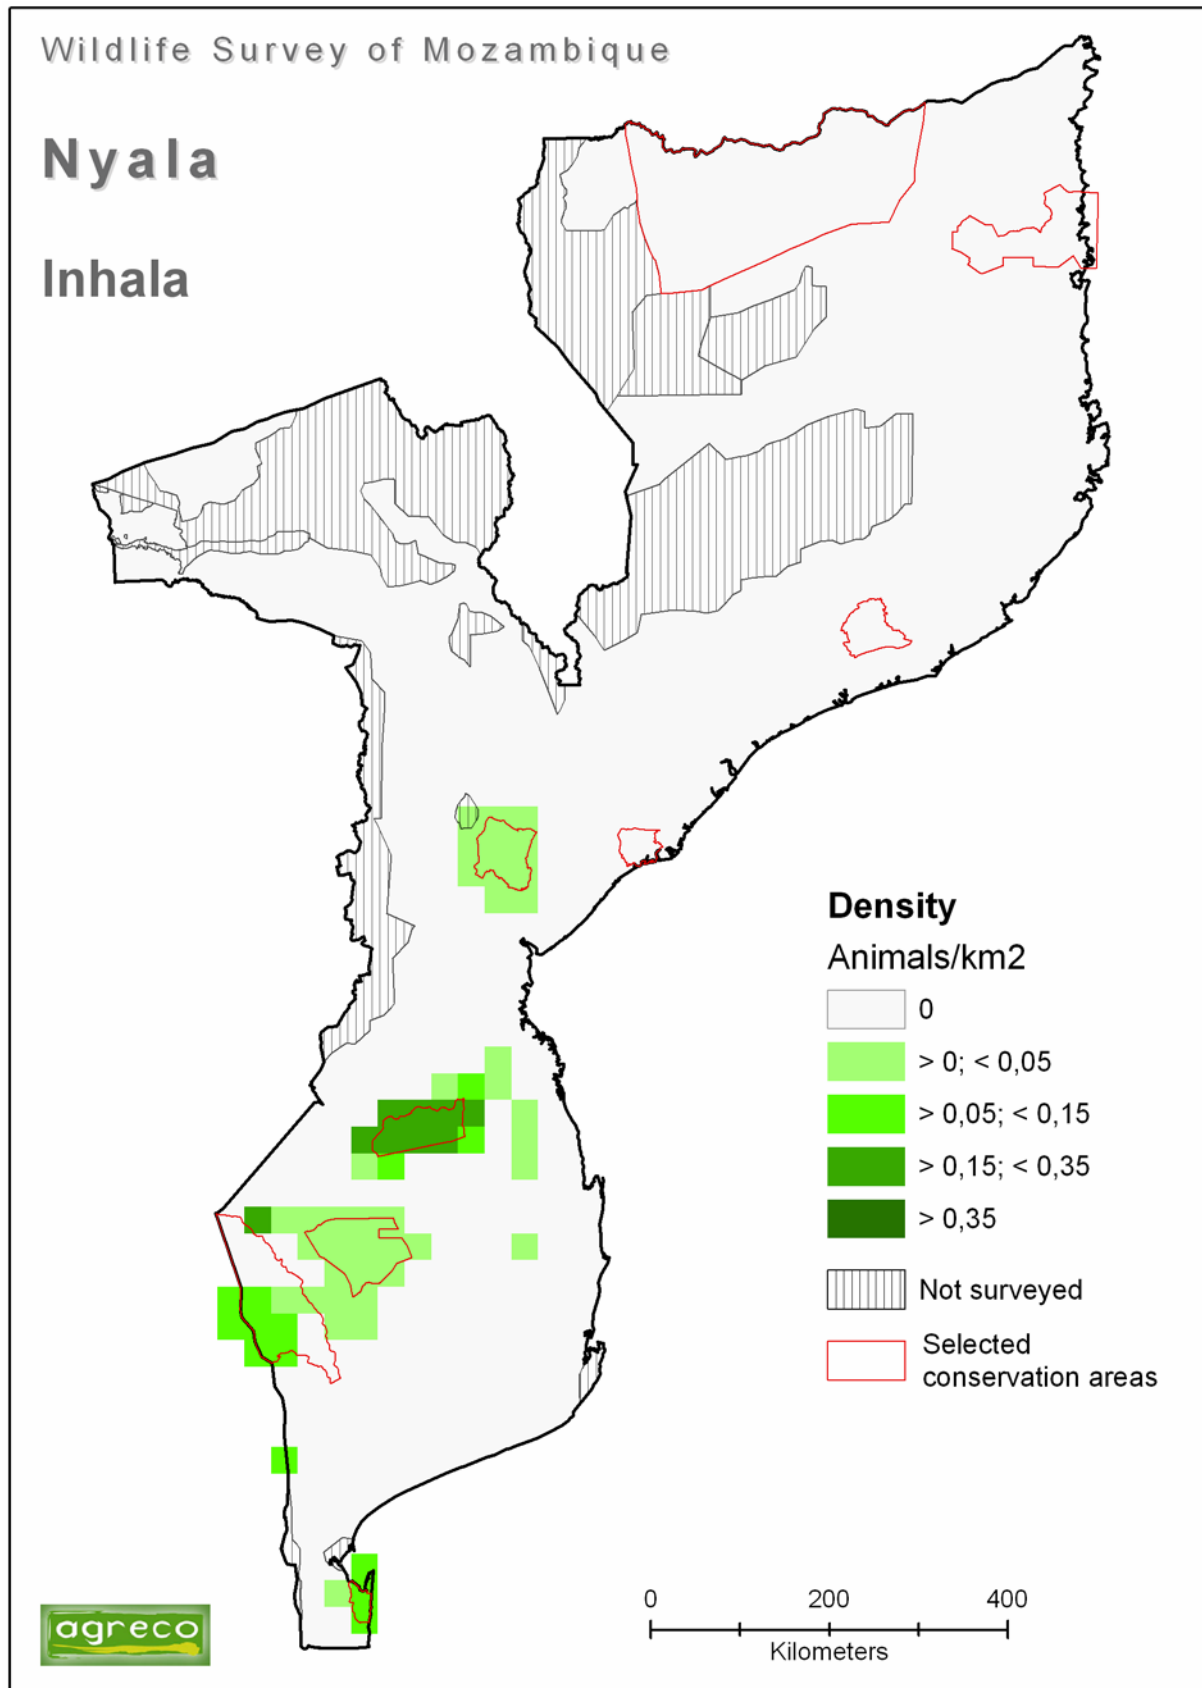 Wildlife Survey of Mozambique
Nyala
Inhala
Density
Animals/km2
0
> 0; < 0,05
> 0,05; < 0,15
> 0,15; < 0,35
> 0,35
Not surveyed
Selected
conservation areas
0 200 400
Kilometers
agreco